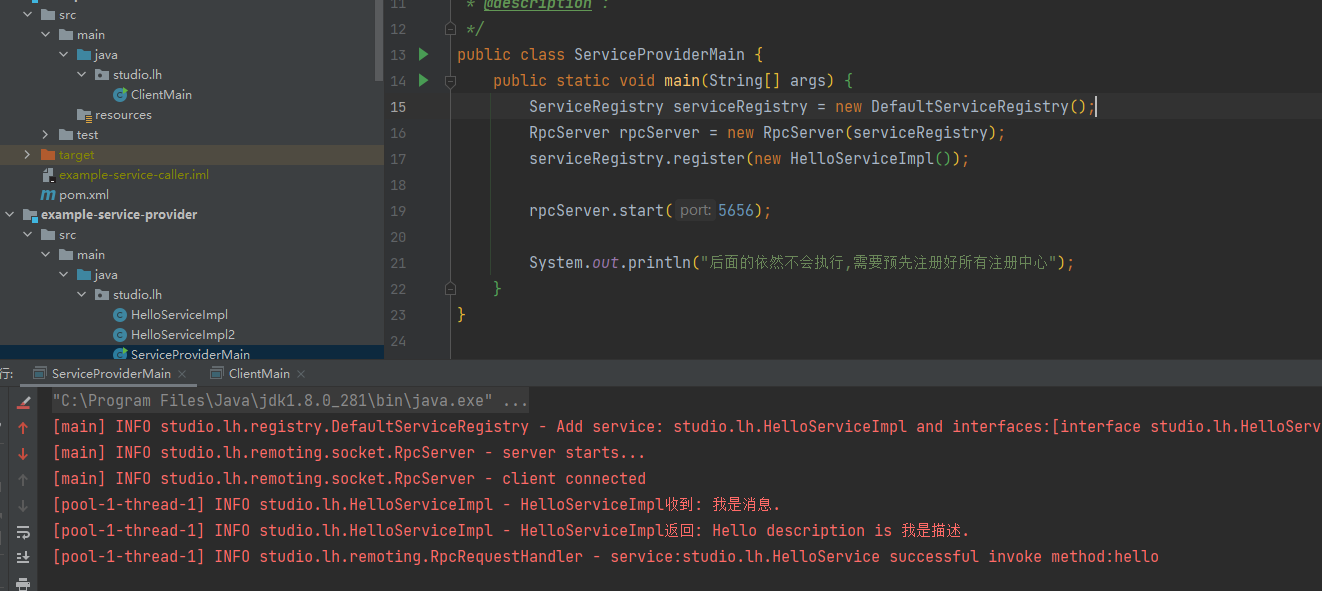 src
main
java
studio.lh
ClientMain
resources
test
target
example-service-caller.iml
pom.xml
example-service-provider
src
main
java
studio.lh
HelloServiceImpl
HelloServiceImpl2
ServiceProviderMain
11 * @description :
12 */
13 public class ServiceProviderMain {
14 public static void main(String[] args) {
15 ServiceRegistry serviceRegistry = new DefaultServiceRegistry();
16 RpcServer rpcServer = new RpcServer(serviceRegistry);
17 serviceRegistry.register(new HelloServiceImpl());
18
19 rpcServer.start( port: 5656);
20
21 System.out.println("后面的依然不会执行,需要预先注册好所有注册中心");
22 }
23 }
24
行: ServiceProviderMain × ClientMain ×
"C:\Program Files\Java\jdk1.8.0_281\bin\java.exe" ...
[main] INFO studio.lh.registry.DefaultServiceRegistry - Add service: studio.lh.HelloServiceImpl and interfaces:[interface studio.lh.HelloServ
[main] INFO studio.lh.remoting.socket.RpcServer - server starts...
[main] INFO studio.lh.remoting.socket.RpcServer - client connected
[pool-1-thread-1] INFO studio.lh.HelloServiceImpl - HelloServiceImpl收到: 我是消息.
[pool-1-thread-1] INFO studio.lh.HelloServiceImpl - HelloServiceImpl返回: Hello description is 我是描述.
[pool-1-thread-1] INFO studio.lh.remoting.RpcRequestHandler - service:studio.lh.HelloService successful invoke method:hello